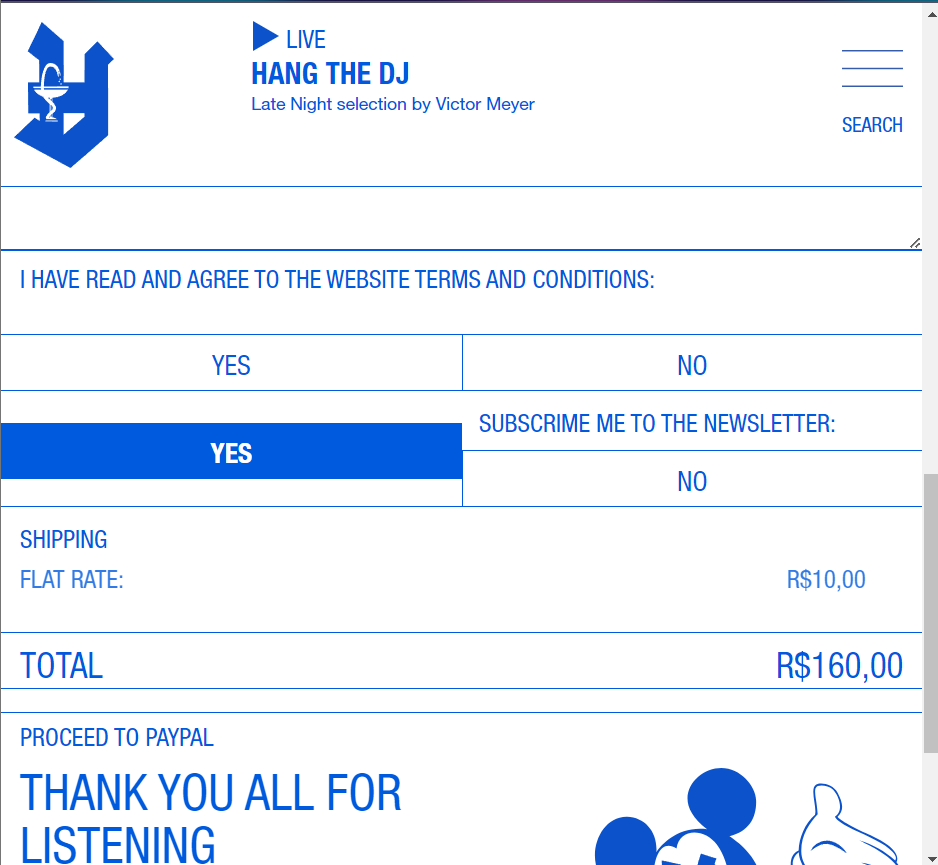 LIVE
HANG THE DJ
Late Night selection by Victor Meyer
SEARCH
I HAVE READ AND AGREE TO THE WEBSITE TERMS AND CONDITIONS:
YES
NO
SUBSCRIME ME TO THE NEWSLETTER:
YES
NO
SHIPPING
FLAT RATE:
R$10,00
TOTAL
R$160,00
PROCEED TO PAYPAL
THANK YOU ALL FOR
LISTENING